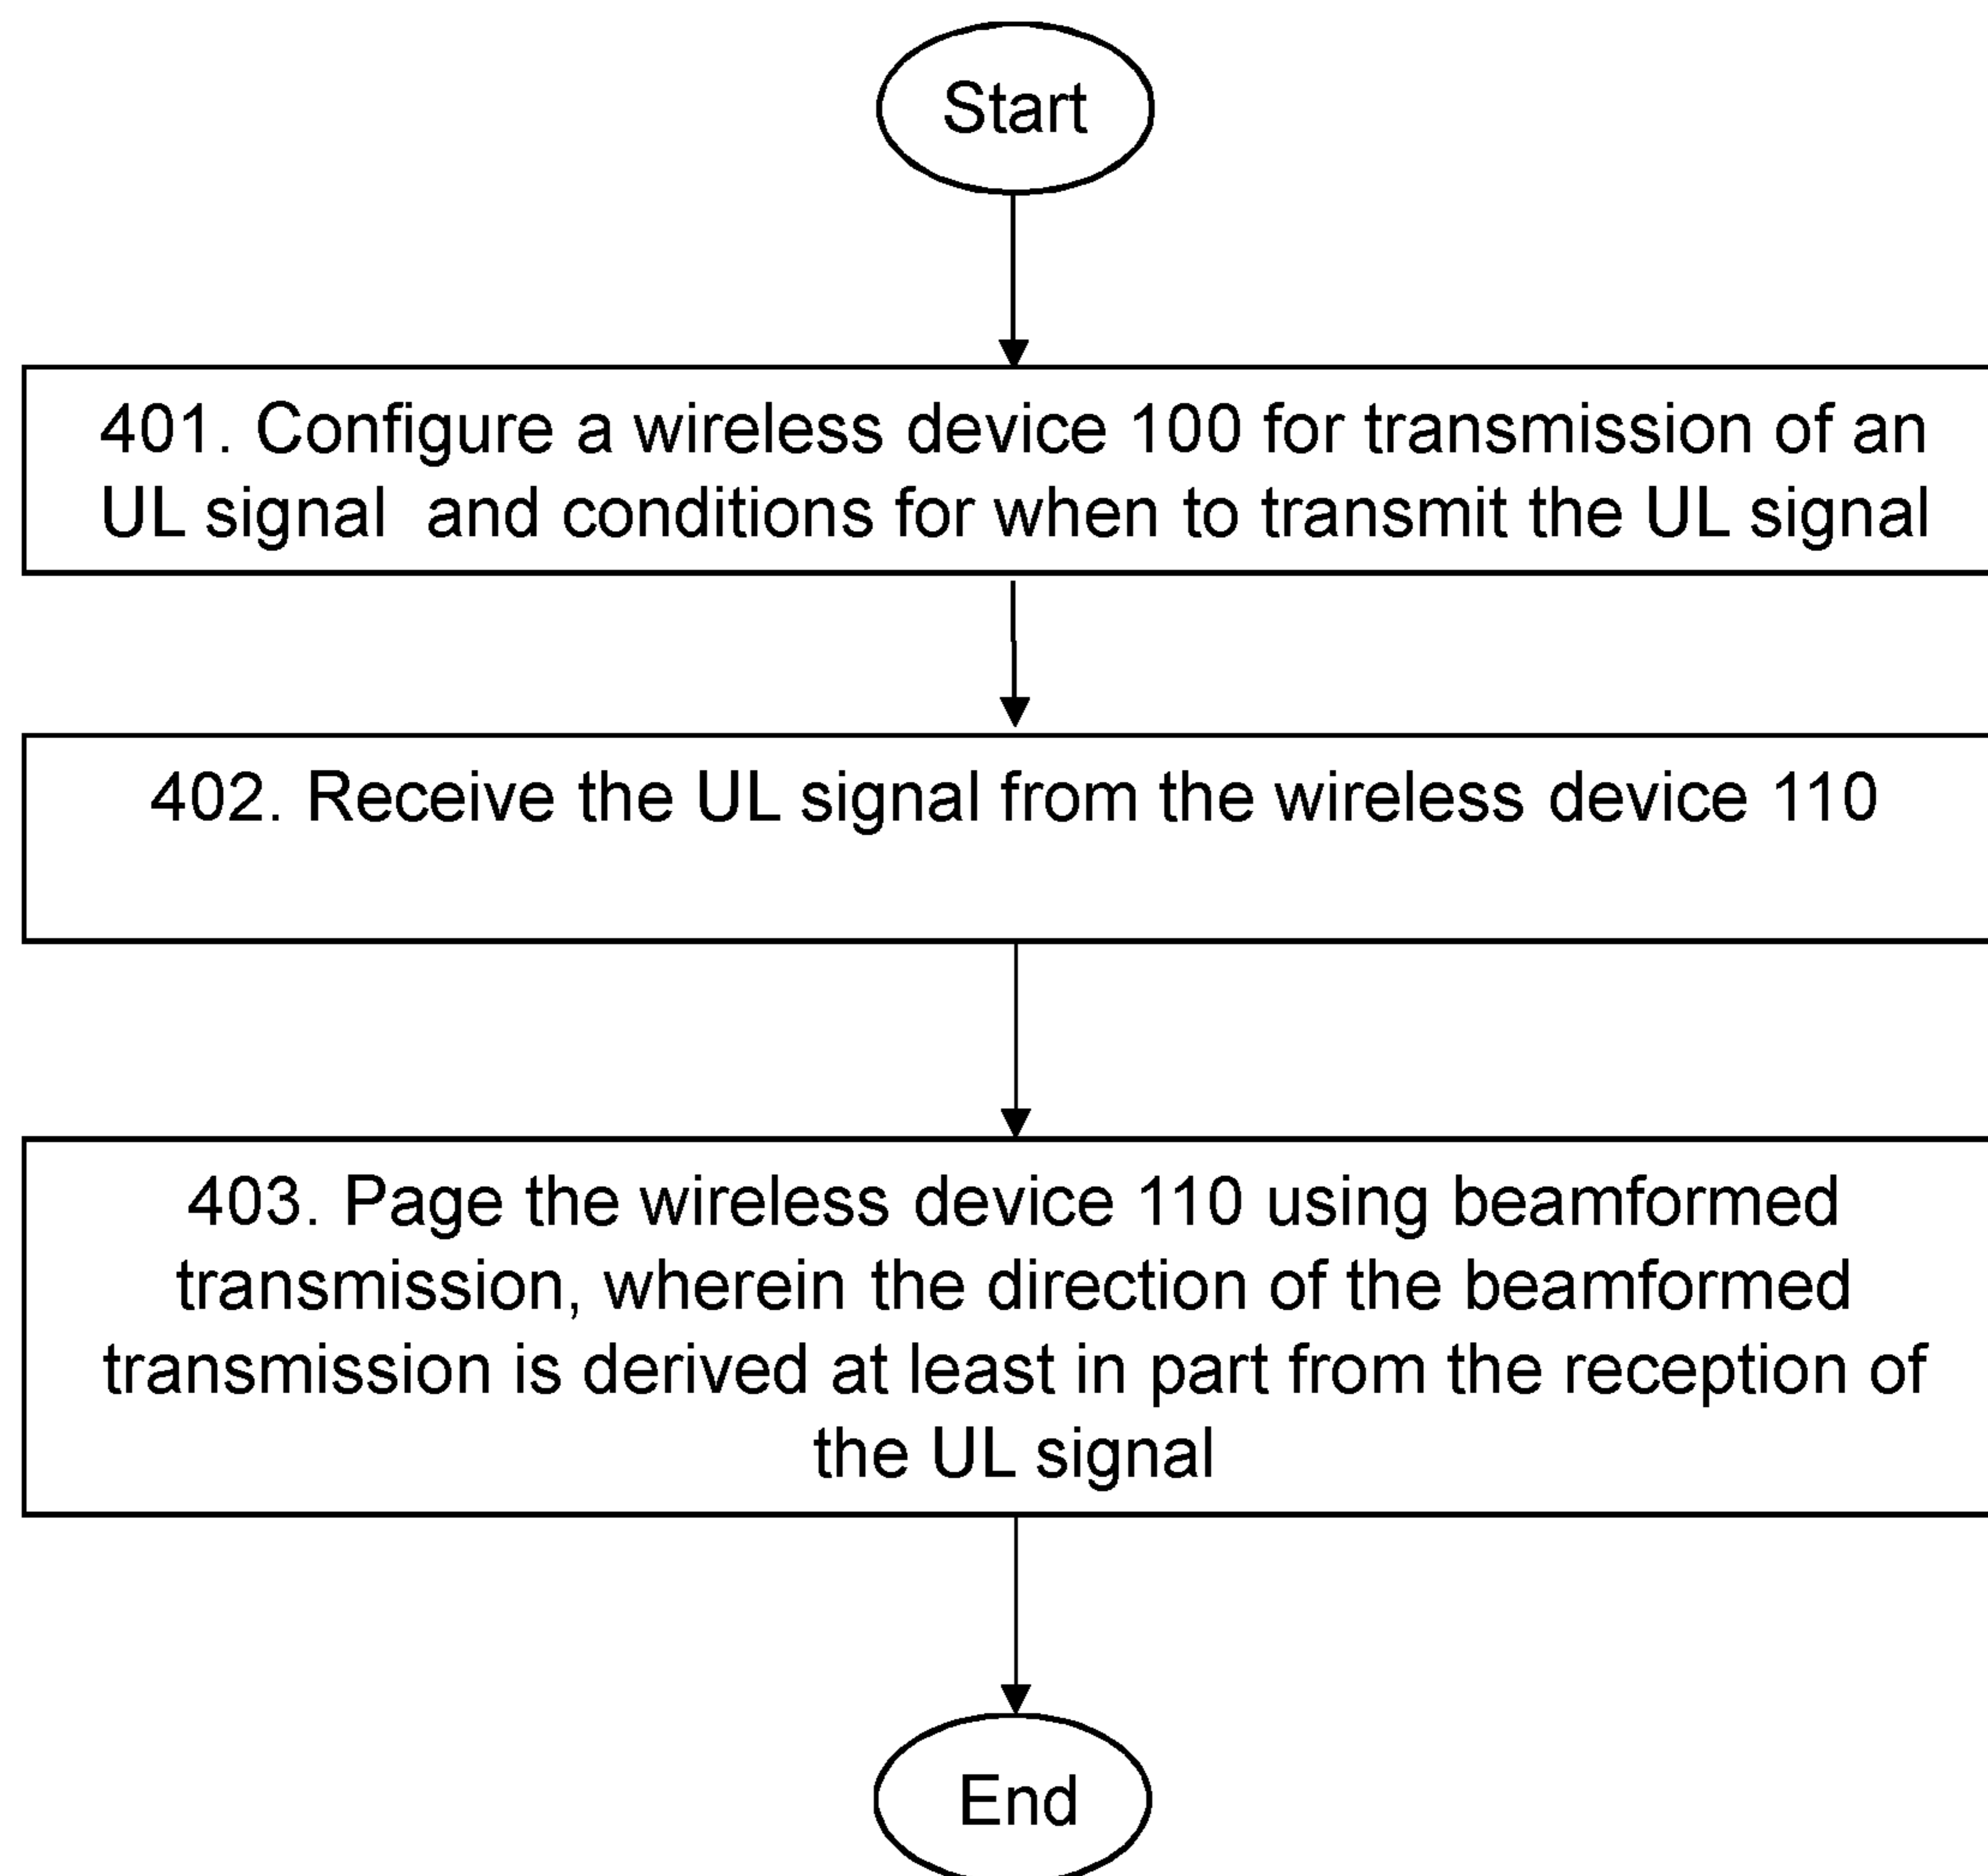 Start
401. Configure a wireless device 100 for transmission of an
UL signal  and conditions for when to transmit the UL signal
402. Receive the UL signal from the wireless device 110
403. Page the wireless device 110 using beamformed
transmission, wherein the direction of the beamformed
transmission is derived at least in part from the reception of
the UL signal
End